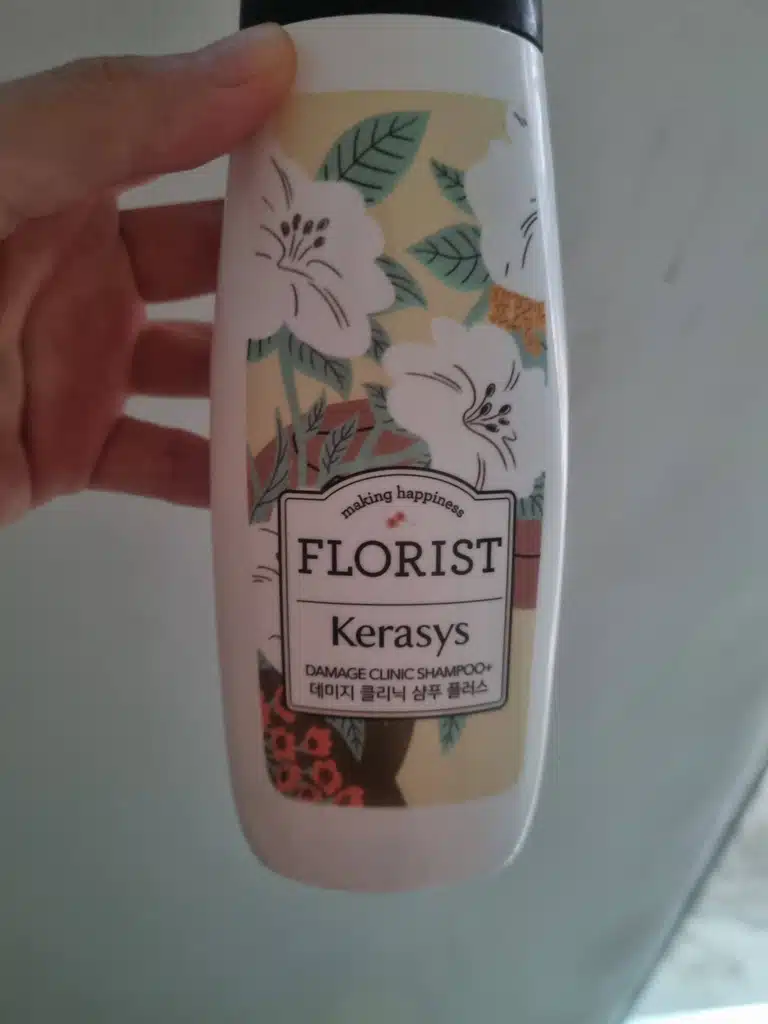 making happiness
FLORIST
Kerasys
DAMAGE CLINIC SHAMPOO+
데미지 클리닉 샴푸 플러스